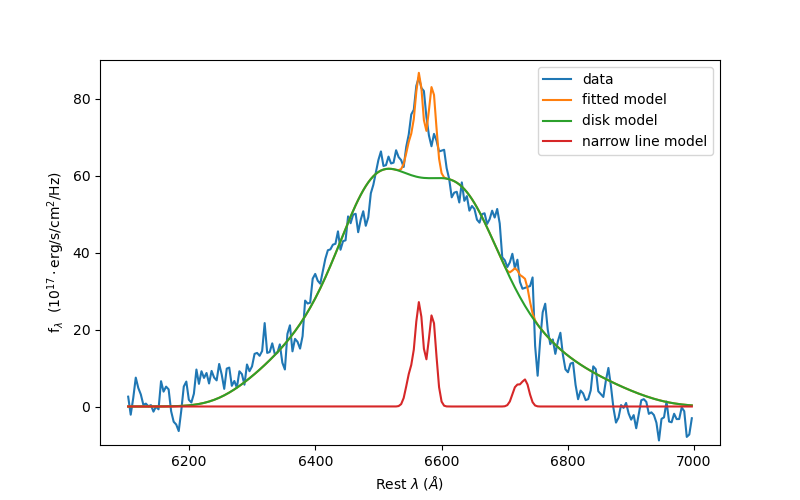 data
fitted model
disk model
narrow line model
80
60
40
20
0
f_λ (10^17 · erg/s/cm^2/Hz)
6200 6400 6600 6800 7000
Rest λ (Å)